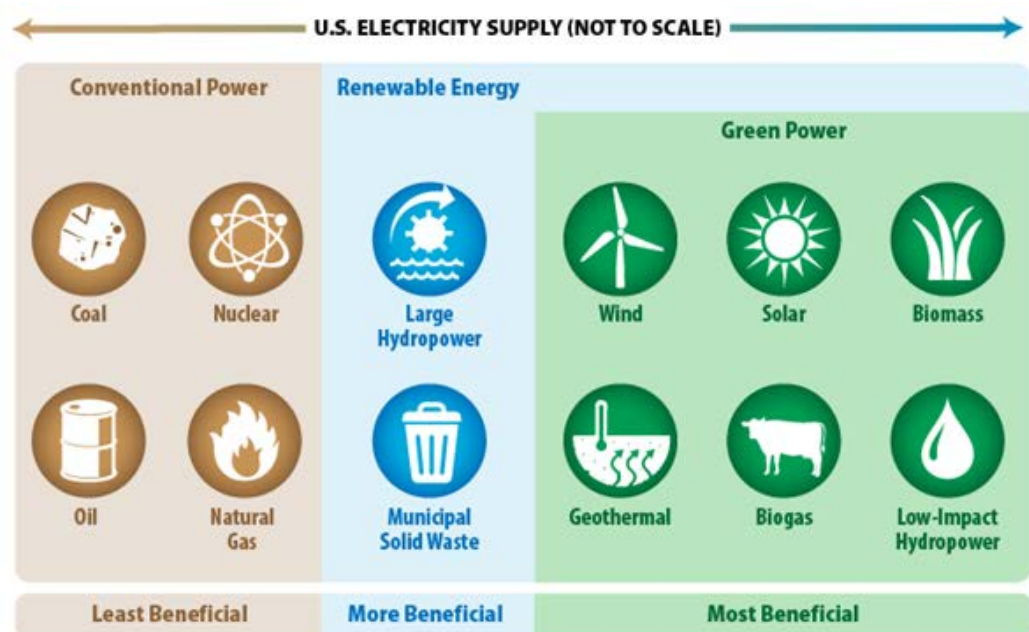 U.S. ELECTRICITY SUPPLY (NOT TO SCALE)
Conventional Power
Renewable Energy
Green Power
Coal
Nuclear
Large
Hydropower
Wind
Solar
Biomass
Oil
Natural
Gas
Municipal
Solid Waste
Geothermal
Biogas
Low-Impact
Hydropower
Least Beneficial
More Beneficial
Most Beneficial